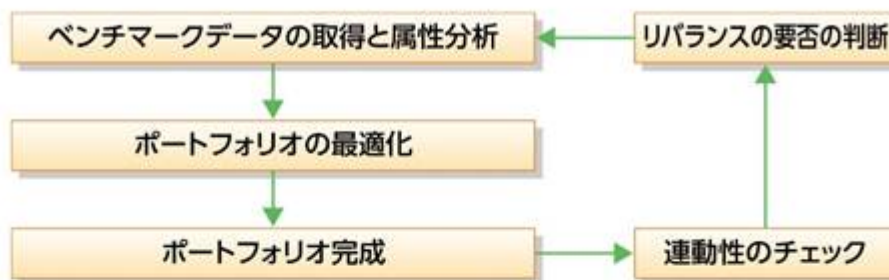 ベンチマークデータの取得と属性分析
リバランスの要否の判断
ポートフォリオの最適化
ポートフォリオ完成
連動性のチェック